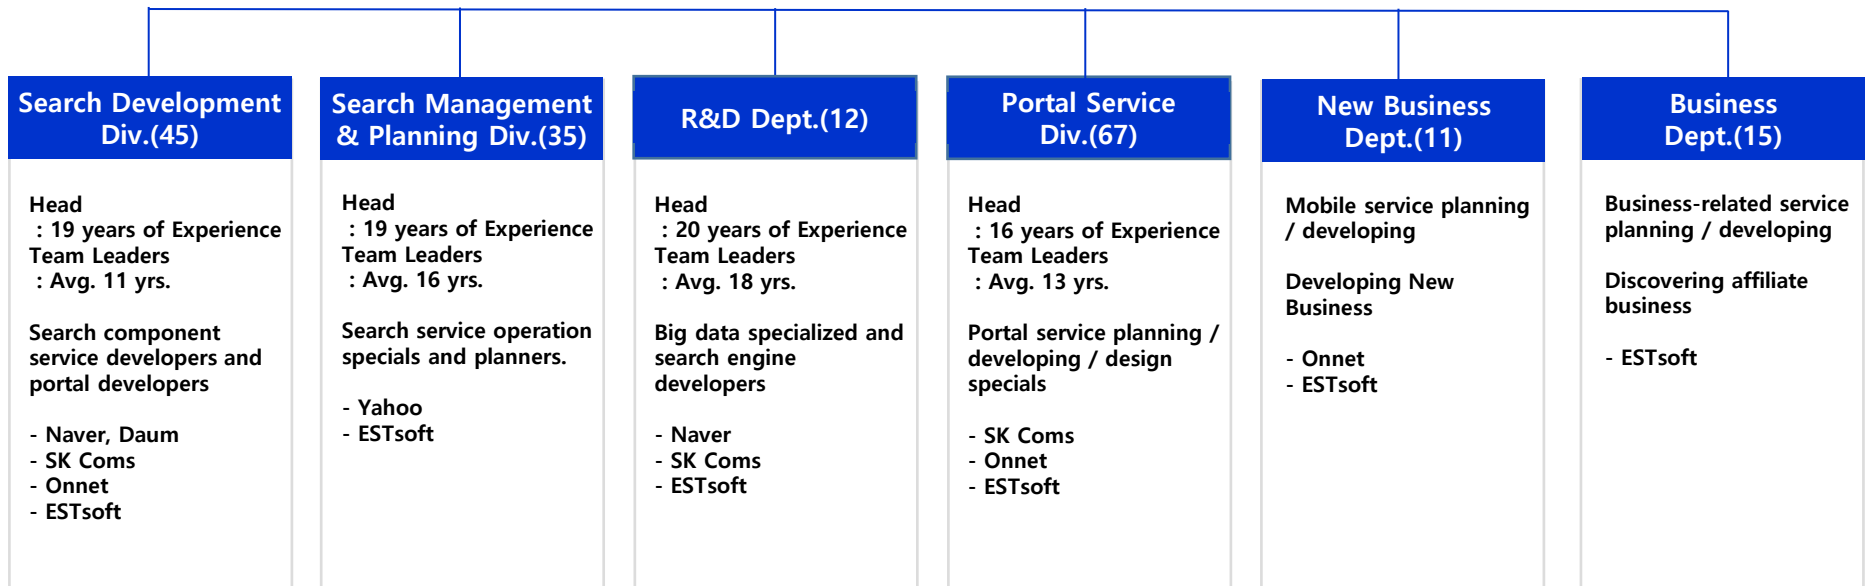 Search Development
Div.(45)
Head
: 19 years of Experience
Team Leaders
: Avg. 11 yrs.
Search component
service developers and
portal developers
- Naver, Daum
- SK Coms
- Onnet
- ESTsoft
Search Management
& Planning Div.(35)
Head
: 19 years of Experience
Team Leaders
: Avg. 16 yrs.
Search service operation
specials and planners.
- Yahoo
- ESTsoft
R&D Dept.(12)
Head
: 20 years of Experience
Team Leaders
: Avg. 18 yrs.
Big data specialized and
search engine
developers
- Naver
- SK Coms
- ESTsoft
Portal Service
Div.(67)
Head
: 16 years of Experience
Team Leaders
: Avg. 13 yrs.
Portal service planning /
developing / design
specials
- SK Coms
- Onnet
- ESTsoft
New Business
Dept.(11)
Mobile service planning
/ developing
Developing New
Business
- Onnet
- ESTsoft
Business
Dept.(15)
Business-related service
planning / developing
Discovering affiliate
business
- ESTsoft